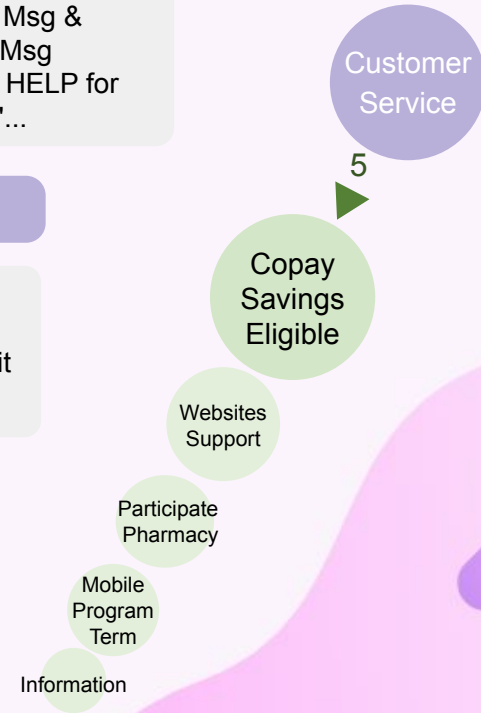 Msg &
Msg
HELP for
'...
it
Customer
Service
5
Copay
Savings
Eligible
Websites
Support
Participate
Pharmacy
Mobile
Program
Term
Information